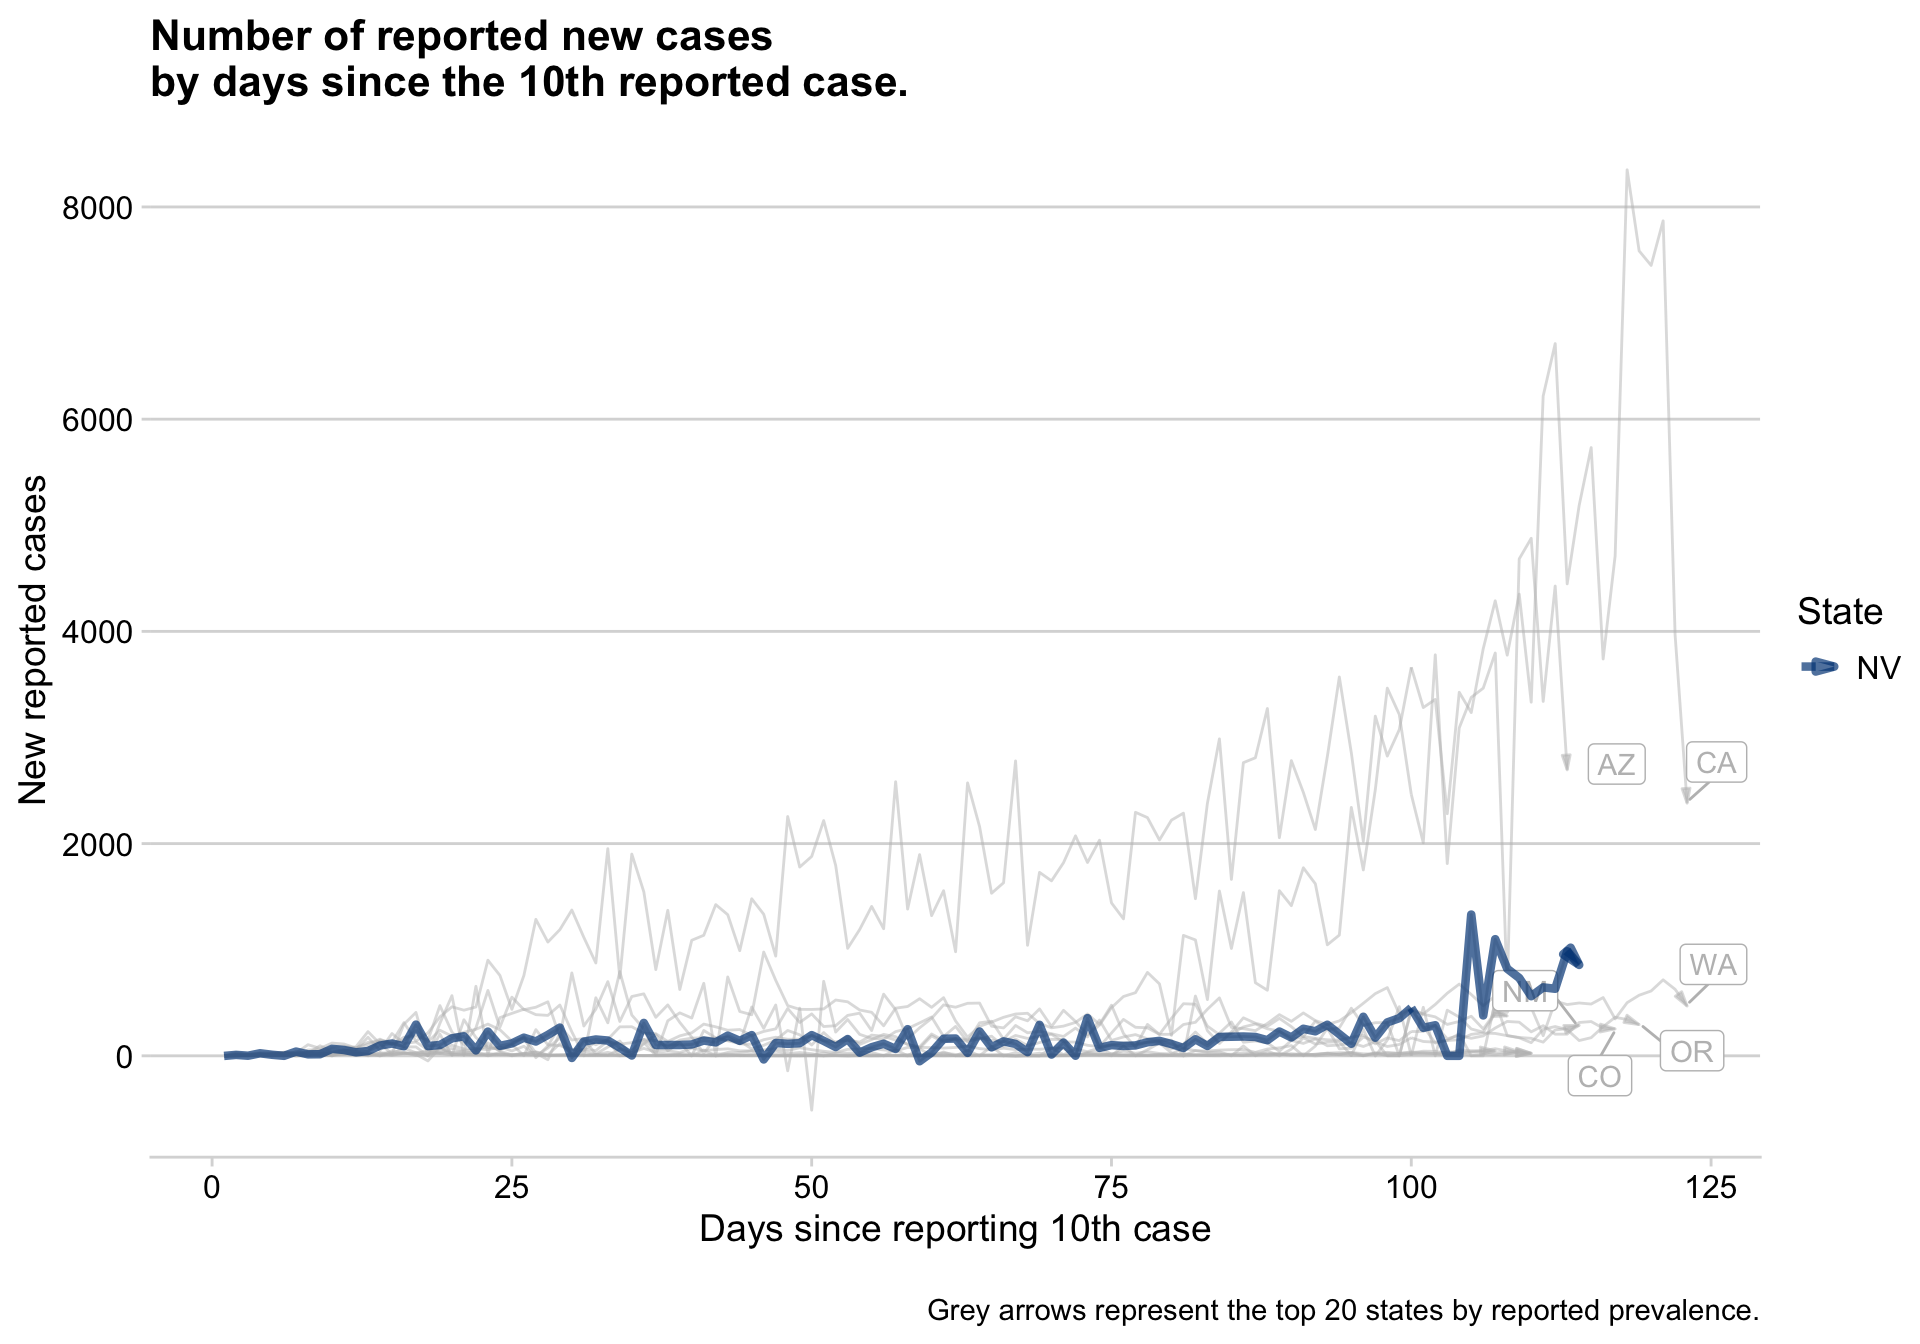 Number of reported new cases
by days since the 10th reported case.
New reported cases
8000
6000
4000
2000
0
AZ
CA
WA
NM
OR
CO
State
NV
0
25
50
75
100
125
Days since reporting 10th case
Grey arrows represent the top 20 states by reported prevalence.